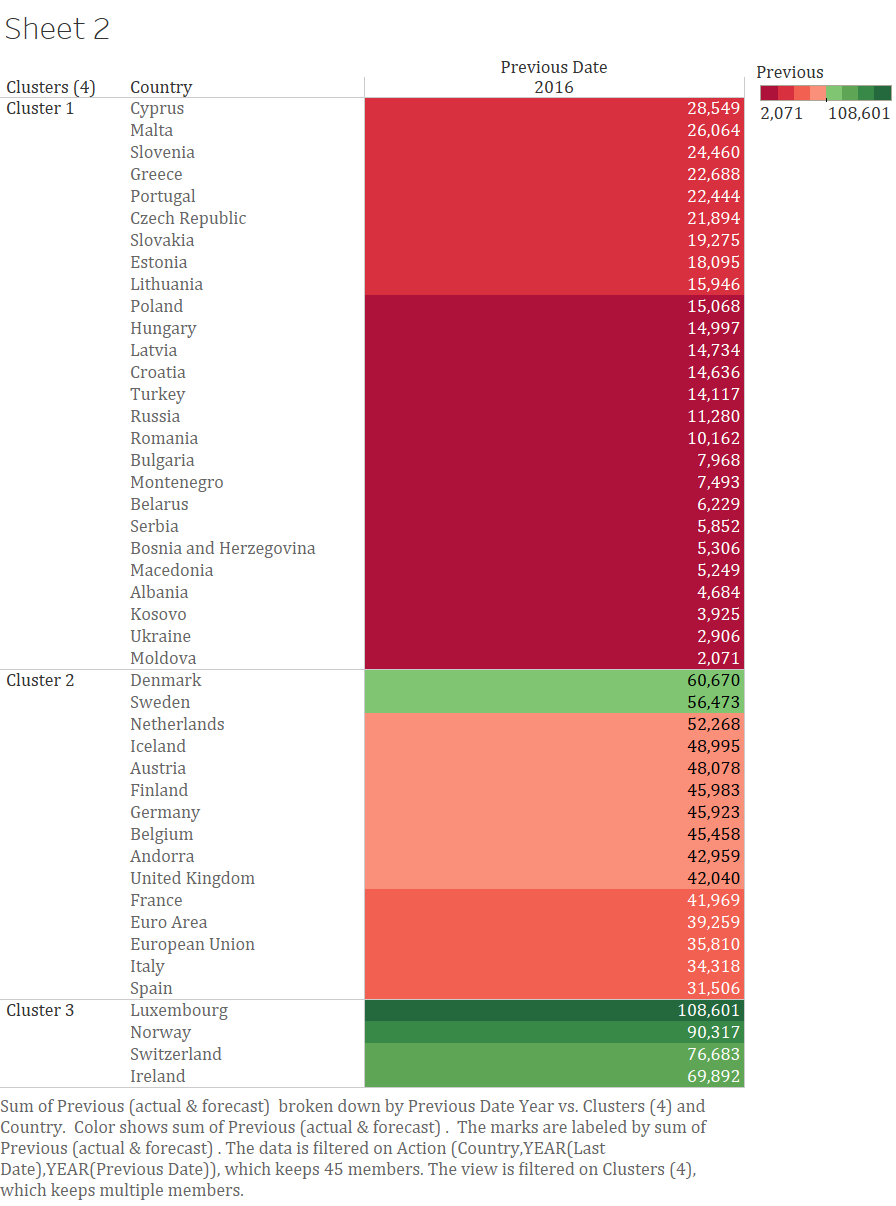 Sheet 2
Previous Date
Previous
Clusters (4) Country 2016
2,071 108,601
Cluster 1 Cyprus 28,549
Malta 26,064
Slovenia 24,460
Greece 22,688
Portugal 22,444
Czech Republic 21,894
Slovakia 19,275
Estonia 18,095
Lithuania 15,946
Poland 15,068
Hungary 14,997
Latvia 14,734
Croatia 14,636
Turkey 14,117
Russia 11,280
Romania 10,162
Bulgaria 7,968
Montenegro 7,493
Belarus 6,229
Serbia 5,852
Bosnia and Herzegovina 5,306
Macedonia 5,249
Albania 4,684
Kosovo 3,925
Ukraine 2,906
Moldova 2,071
Cluster 2 Denmark 60,670
Sweden 56,473
Netherlands 52,268
Iceland 48,995
Austria 48,078
Finland 45,983
Germany 45,923
Belgium 45,458
Andorra 42,959
United Kingdom 42,040
France 41,969
Euro Area 39,259
European Union 35,810
Italy 34,318
Spain 31,506
Cluster 3 Luxembourg 108,601
Norway 90,317
Switzerland 76,683
Ireland 69,892
Sum of Previous (actual & forecast)  broken down by Previous Date Year vs. Clusters (4) and
Country.  Color shows sum of Previous (actual & forecast) .  The marks are labeled by sum of
Previous (actual & forecast) . The data is filtered on Action (Country,YEAR(Last
Date),YEAR(Previous Date)), which keeps 45 members. The view is filtered on Clusters (4),
which keeps multiple members.